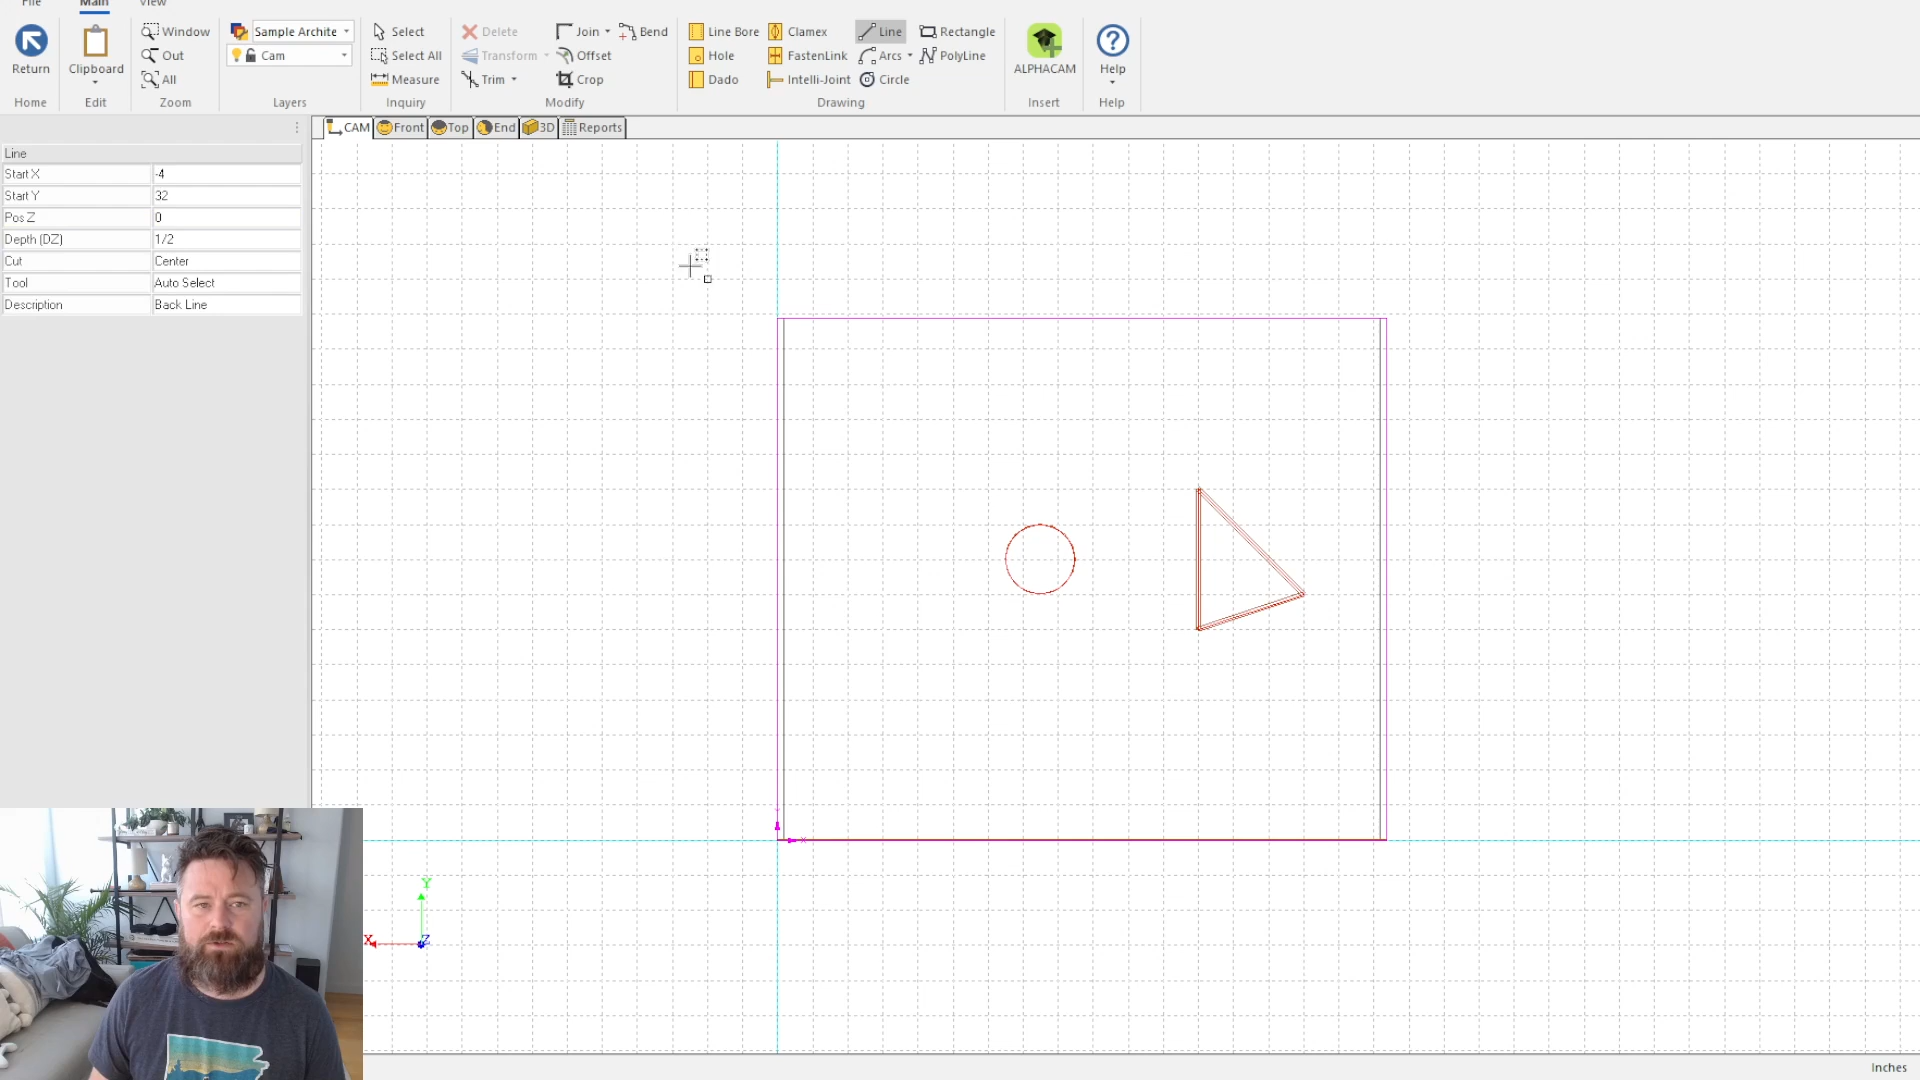 File Main View
Return
Clipboard
Window
Out
All
Sample Archite
Cam
Select
Select All
Measure
Delete
Transform
Trim
Join
Offset
Crop
Bend
Line Bore
Hole
Dado
Clamex
FastenLink
Intelli-Joint
Line
Arcs
Circle
Rectangle
PolyLine
ALPHACAM
Help
Home Edit Zoom Layers Inquiry Modify Drawing Insert Help
CAM Front Top End 3D Reports
Line
Start X -4
Start Y 32
Pos Z 0
Depth (DZ) 1/2
Cut Center
Tool Auto Select
Description Back Line
X
Y
X
Z
Inches